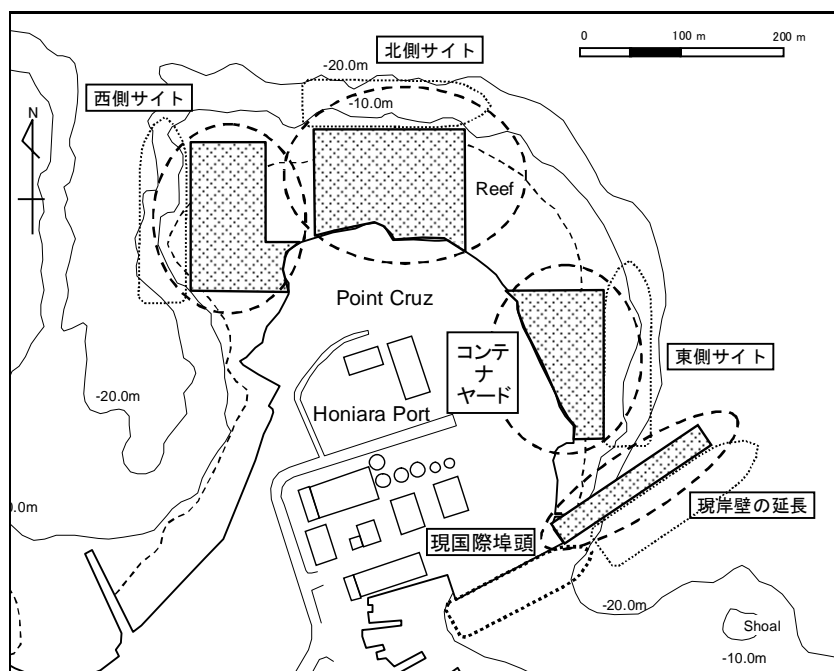 北側サイト
0
100 m
200 m
-20.0m
西側サイト
-10.0m
N
Reef
Point Cruz
コンテ
ナ
ヤード
東側サイト
-20.0m
Honiara Port
0.0m
現岸壁の延長
現国際埠頭
-20.0m
Shoal
-10.0m